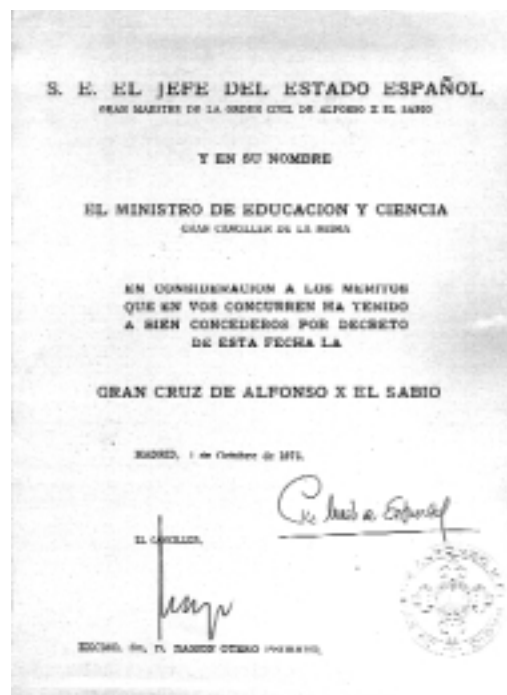 S. E. EL JEFE DEL ESTADO ESPAÑOL
GRAN MAESTRE DE LA ORDEN CIVIL DE ALFONSO X EL SABIO
Y EN SU NOMBRE
EL MINISTRO DE EDUCACION Y CIENCIA
GRAN CANCILLER DE LA MISMA
EN CONSIDERACION A LOS MERITOS
QUE EN VOS CONCURREN HA TENIDO
A BIEN CONCEDEROS POR DECRETO
DE ESTA FECHA LA
GRAN CRUZ DE ALFONSO X EL SABIO
MADRID, 1 de Octubre de
EL CANCILLER,
EXCMO. Sr. D. RAMON OTERO